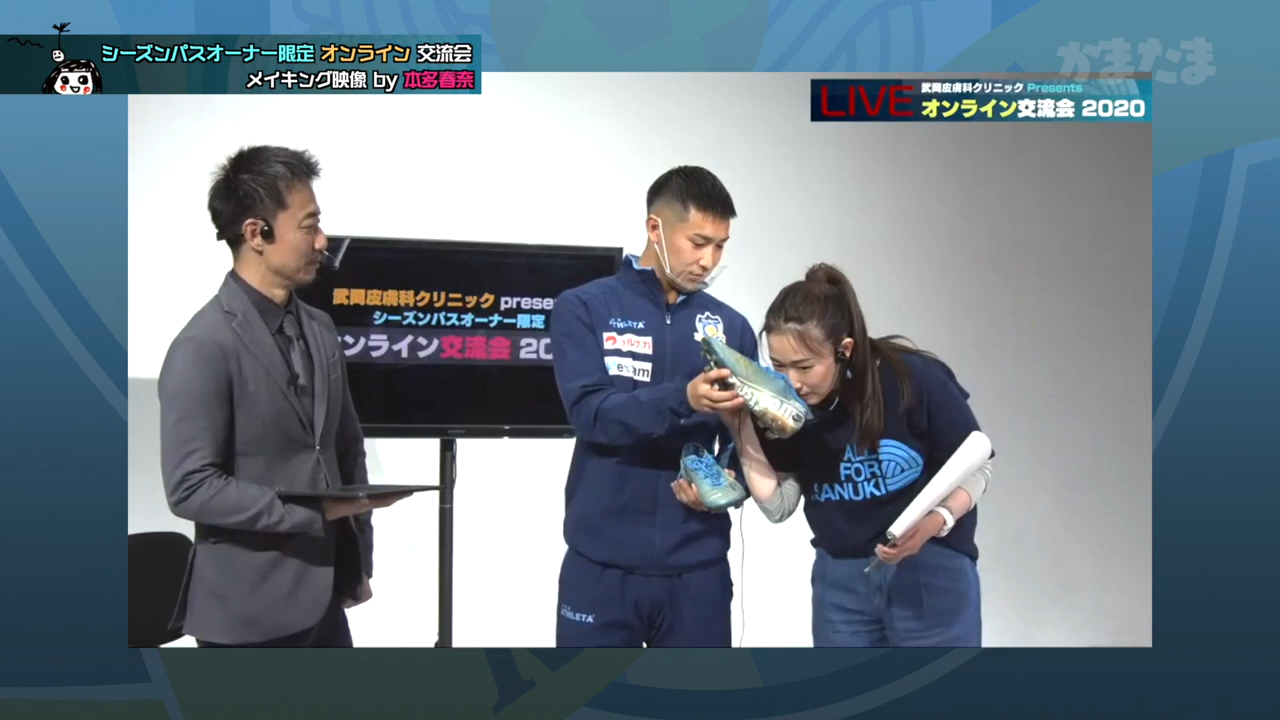 シーズンパスオーナー限定 オンライン 交流会
メイキング映像 by 本多春奈
かまたま
LIVE
武岡皮膚科クリニック Presents
オンライン交流会 2020
武岡皮膚科クリニック prese
シーズンパスオーナー限定
ンライン交流会 20
ATHLETA
exam
ALL
FOR
SANUKI
ATHLETA